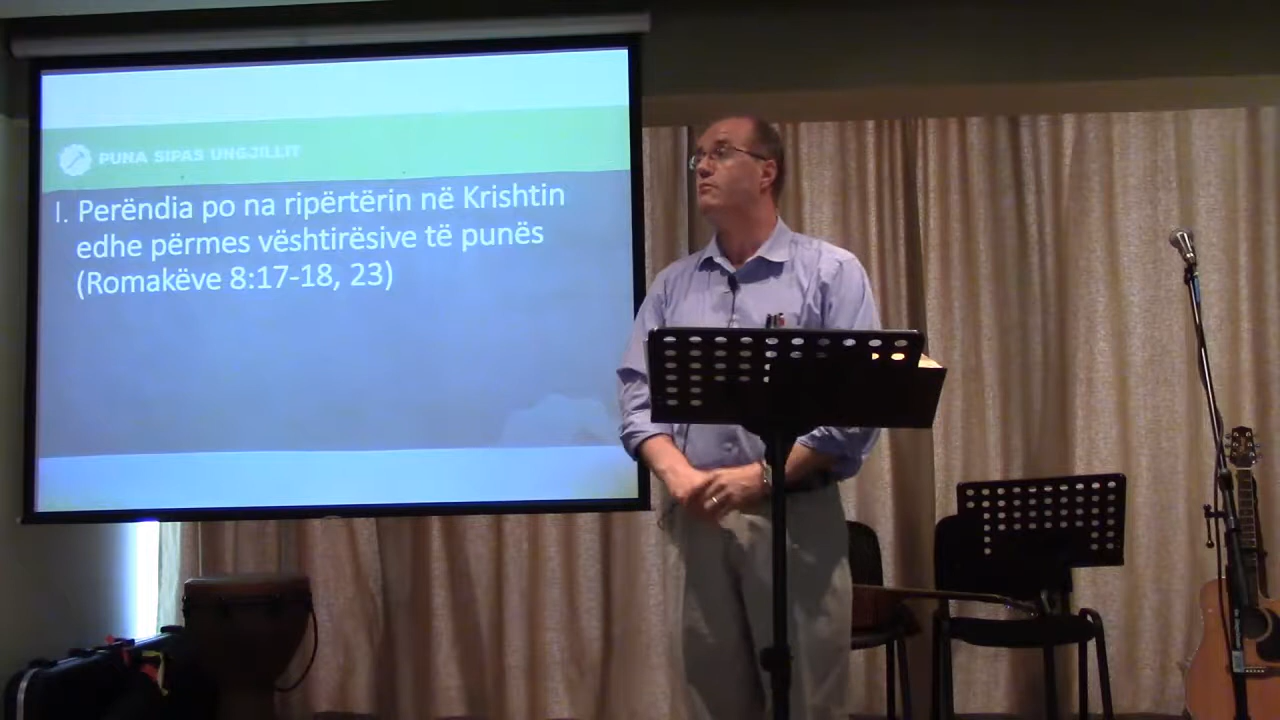 PUNA SIPAS UNGJILLIT
I. Perëndia po na ripërtërin në Krishtin
edhe përmes vështirësive të punës
(Romakëve 8:17-18, 23)